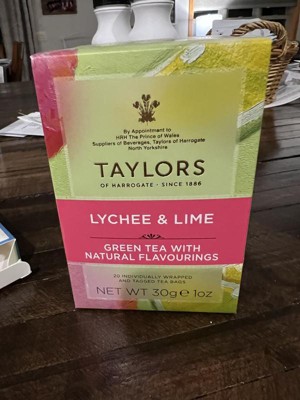 By Appointment to
HRH The Prince of Wales
Suppliers of Beverages, Taylors of Harrogate
North Yorkshire
TAYLORS
OF HARROGATE • SINCE 1886
LYCHEE & LIME
GREEN TEA WITH
NATURAL FLAVOURINGS
20 INDIVIDUALLY WRAPPED
AND TAGGED TEA BAGS
NET WT 30g e 1oz